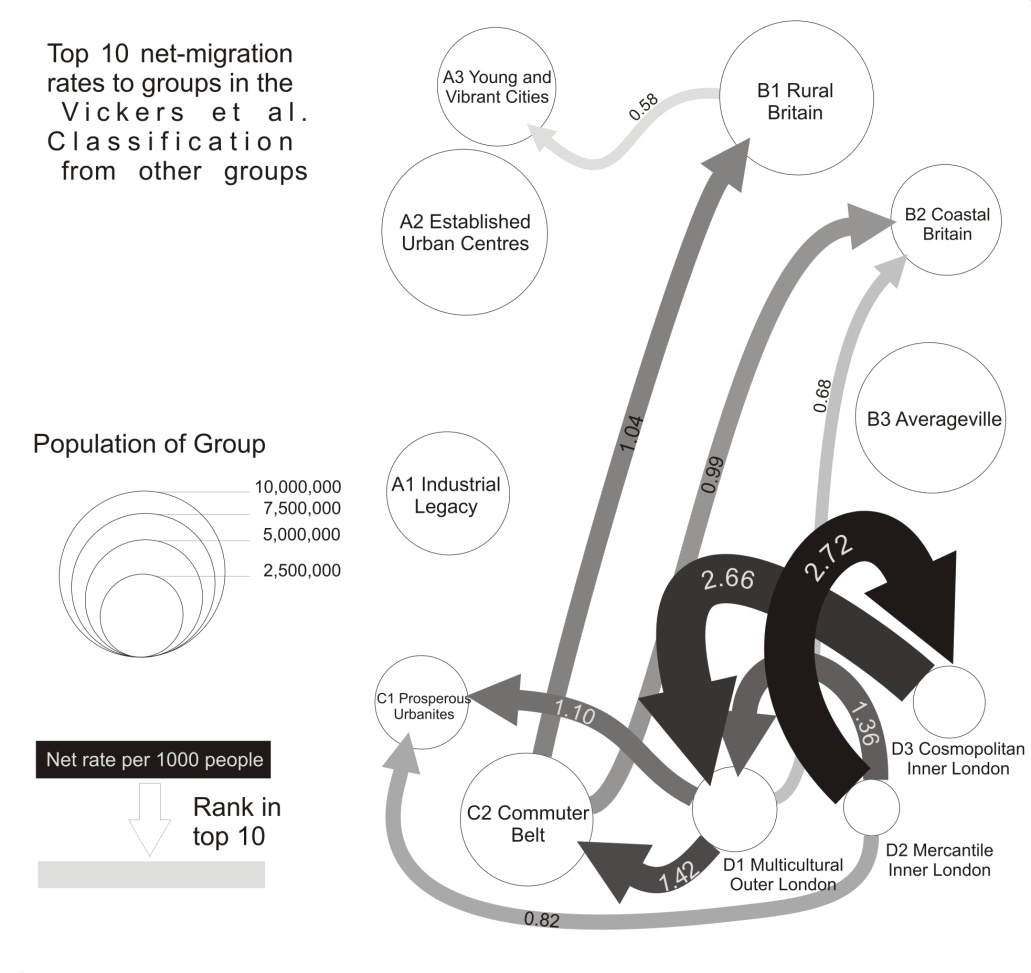 Top 10 net-migration
rates to groups in the
Vickers et al.
Classification
from other groups
A3 Young and
Vibrant Cities
0.58
B1 Rural
Britain
A2 Established
Urban Centres
B2 Coastal
Britain
0.68
B3 Averageville
1.04
0.99
Population of Group
10,000,000
7,500,000
5,000,000
2,500,000
A1 Industrial
Legacy
2.66
2.72
C1 Prosperous
Urbanites
1.10
1.36
D3 Cosmopolitan
Inner London
Net rate per 1000 people
Rank in
top 10
C2 Commuter
Belt
D1 Multicultural
Outer London
D2 Mercantile
Inner London
1.42
0.82